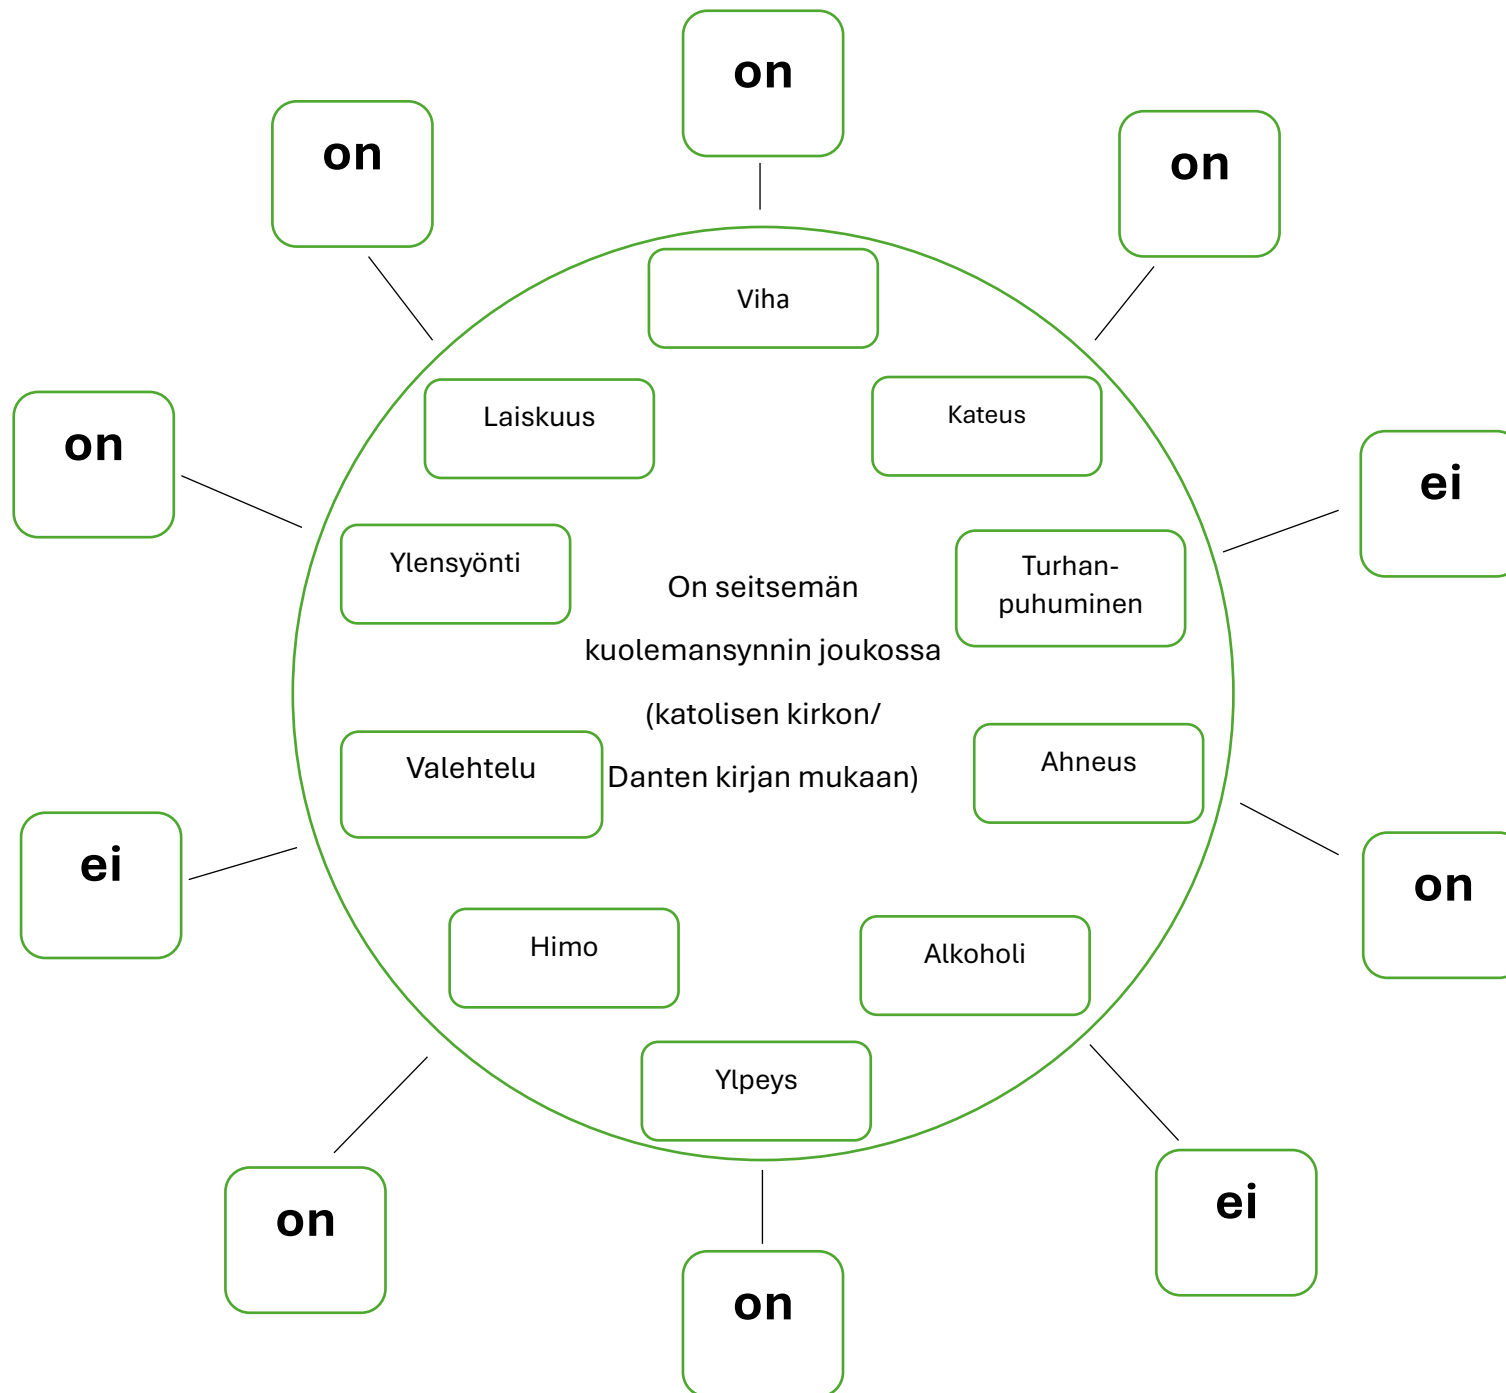 on
on
on
Viha
Laiskuus
Kateus
on
ei
Ylensyönti
Turhan-
puhuminen
On seitsemän
kuolemansynnin joukossa
(katolisen kirkon/
Danten kirjan mukaan)
Valehtelu
Ahneus
ei
on
Himo
Alkoholi
Ylpeys
on
ei
on